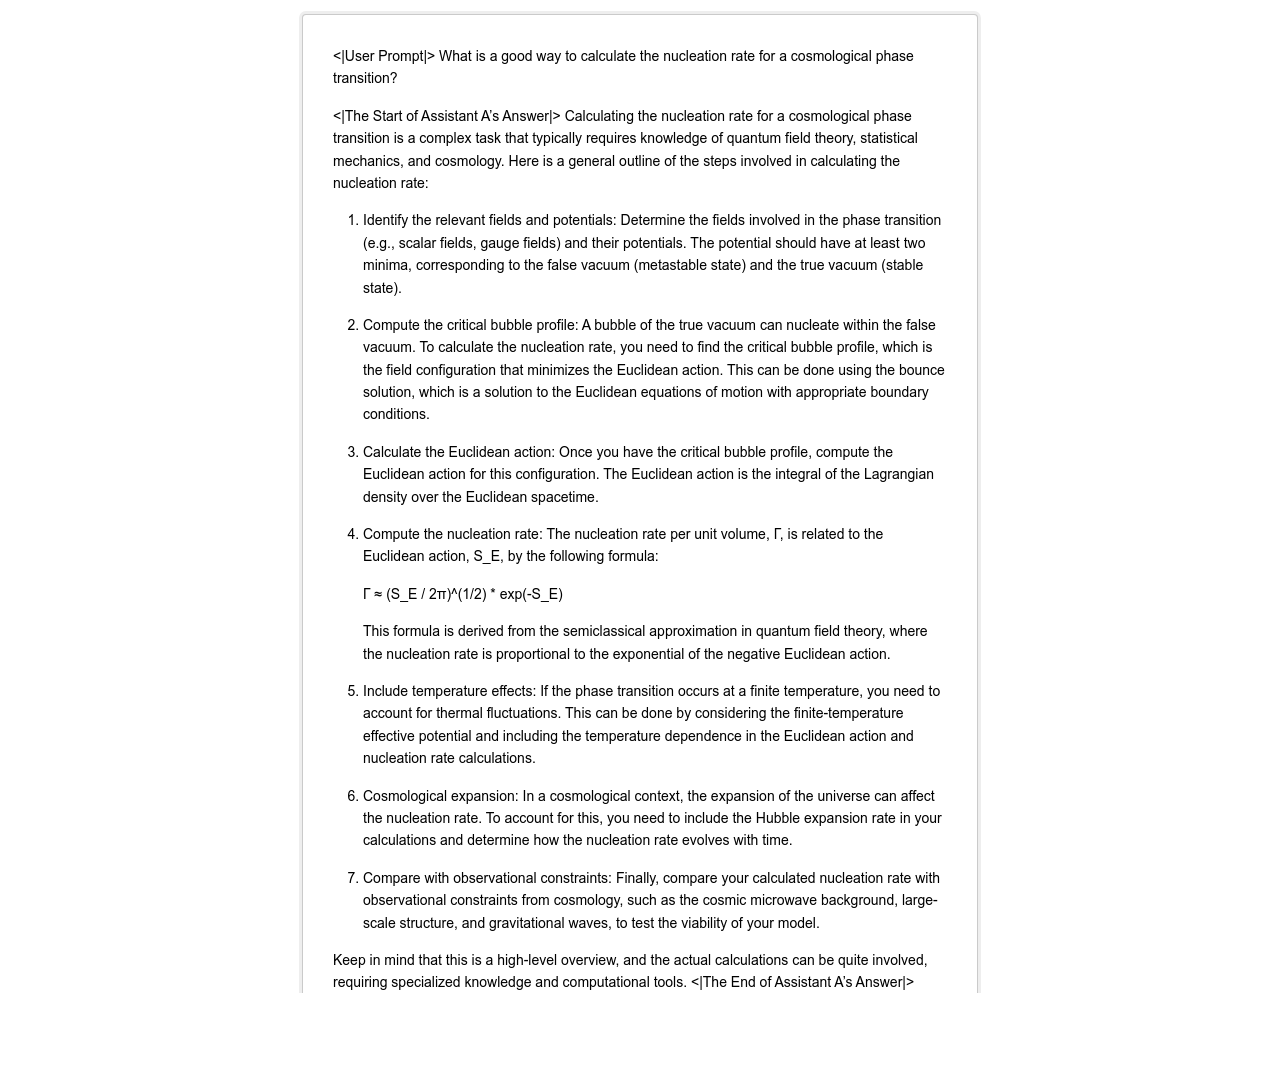 <|User Prompt|> What is a good way to calculate the nucleation rate for a cosmological phase
transition?
<|The Start of Assistant A’s Answer|> Calculating the nucleation rate for a cosmological phase
transition is a complex task that typically requires knowledge of quantum field theory, statistical
mechanics, and cosmology. Here is a general outline of the steps involved in calculating the
nucleation rate:
1. Identify the relevant fields and potentials: Determine the fields involved in the phase transition
(e.g., scalar fields, gauge fields) and their potentials. The potential should have at least two
minima, corresponding to the false vacuum (metastable state) and the true vacuum (stable
state).
2. Compute the critical bubble profile: A bubble of the true vacuum can nucleate within the false
vacuum. To calculate the nucleation rate, you need to find the critical bubble profile, which is
the field configuration that minimizes the Euclidean action. This can be done using the bounce
solution, which is a solution to the Euclidean equations of motion with appropriate boundary
conditions.
3. Calculate the Euclidean action: Once you have the critical bubble profile, compute the
Euclidean action for this configuration. The Euclidean action is the integral of the Lagrangian
density over the Euclidean spacetime.
4. Compute the nucleation rate: The nucleation rate per unit volume, Γ, is related to the
Euclidean action, S_E, by the following formula:
Γ ≈ (S_E / 2π)^(1/2) * exp(-S_E)
This formula is derived from the semiclassical approximation in quantum field theory, where
the nucleation rate is proportional to the exponential of the negative Euclidean action.
5. Include temperature effects: If the phase transition occurs at a finite temperature, you need to
account for thermal fluctuations. This can be done by considering the finite-temperature
effective potential and including the temperature dependence in the Euclidean action and
nucleation rate calculations.
6. Cosmological expansion: In a cosmological context, the expansion of the universe can affect
the nucleation rate. To account for this, you need to include the Hubble expansion rate in your
calculations and determine how the nucleation rate evolves with time.
7. Compare with observational constraints: Finally, compare your calculated nucleation rate with
observational constraints from cosmology, such as the cosmic microwave background, large-
scale structure, and gravitational waves, to test the viability of your model.
Keep in mind that this is a high-level overview, and the actual calculations can be quite involved,
requiring specialized knowledge and computational tools. <|The End of Assistant A’s Answer|>